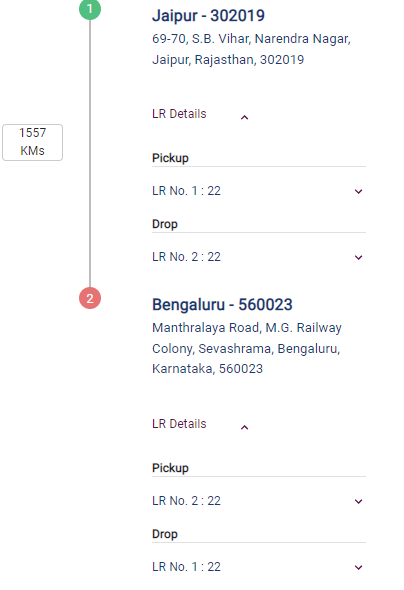 1
Jaipur - 302019
69-70, S.B. Vihar, Narendra Nagar,
Jaipur, Rajasthan, 302019
LR Details
1557
KMs
Pickup
LR No. 1 : 22
Drop
LR No. 2 : 22
2
Bengaluru - 560023
Manthralaya Road, M.G. Railway
Colony, Sevashrama, Bengaluru,
Karnataka, 560023
LR Details
Pickup
LR No. 2 : 22
Drop
LR No. 1 : 22